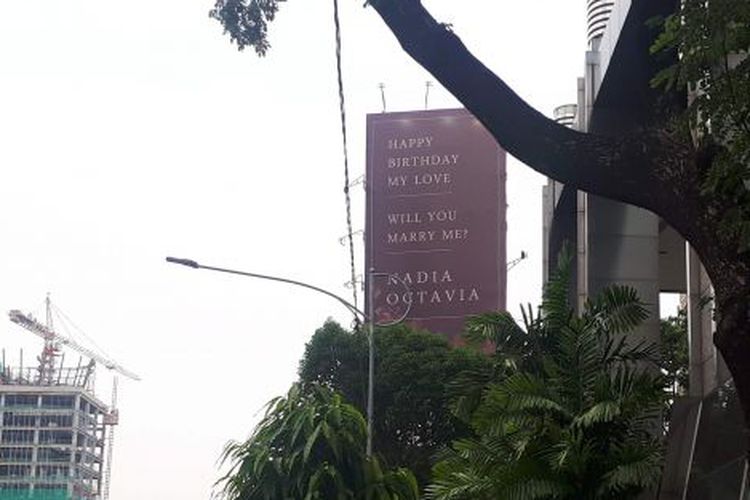 HAPPY
BIRTHDAY
MY LOVE
WILL YOU
MARRY ME?
NADIA
OCTAVIA